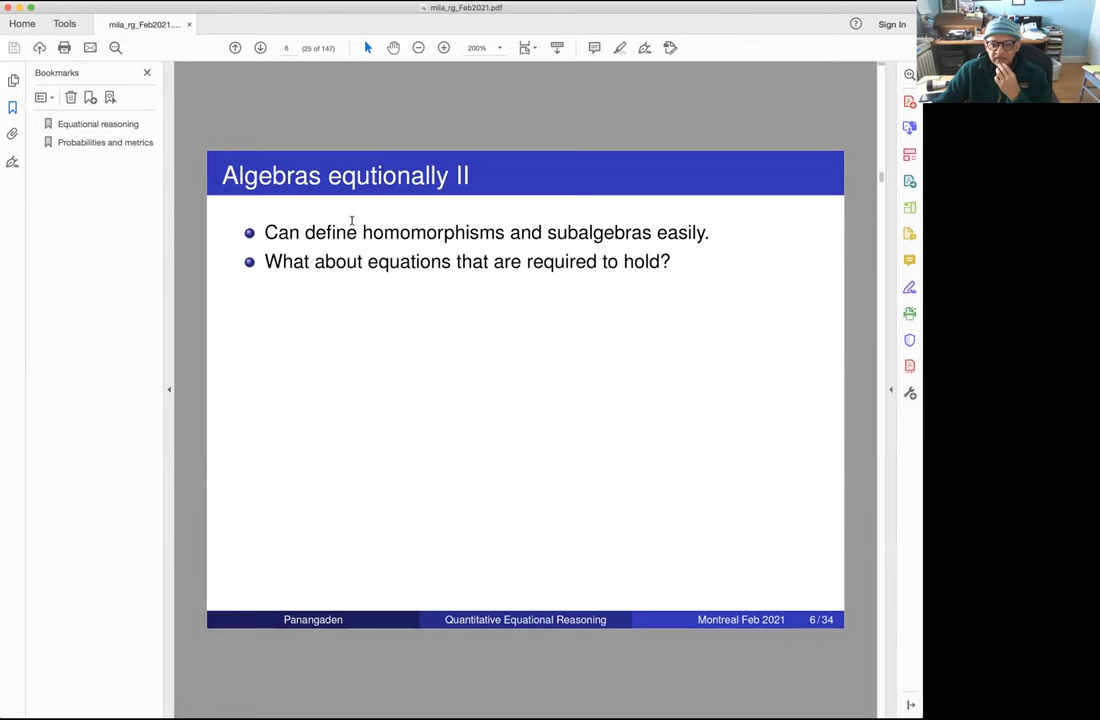 mila_rg_Feb2021.pdf
Home
Tools
mila_rg_Feb2021.... ×
Sign In
6
(25 of 147)
200%
Bookmarks
Equational reasoning
Probabilities and metrics
Algebras equtionally II
Can define homomorphisms and subalgebras easily.
What about equations that are required to hold?
Panangaden
Quantitative Equational Reasoning
Montreal Feb 2021
6 / 34